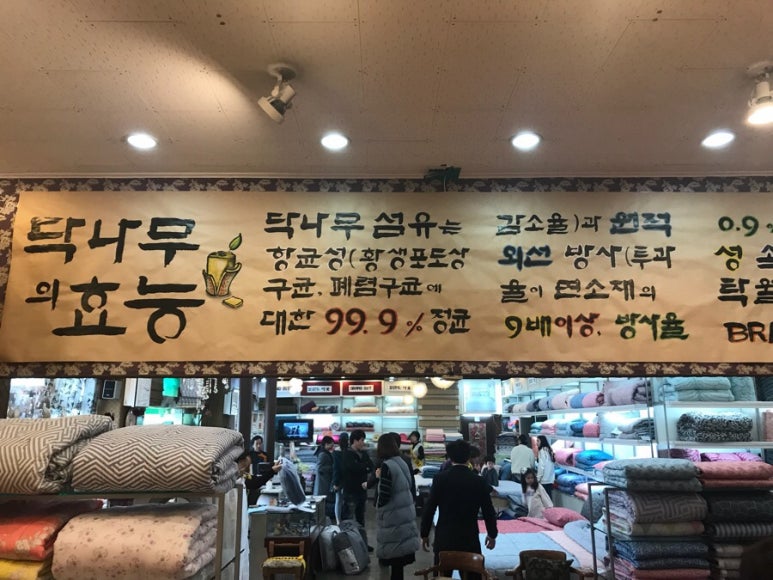 닥나무
의 효능
닥나무 섬유는
항균성(황색포도상
구균, 폐렴구균에
대한 99.9% 정균
감소율)과 원적
외선 방사(투과
율이 면소재의
9배이상, 방사율
0.9
성
탁월
BR